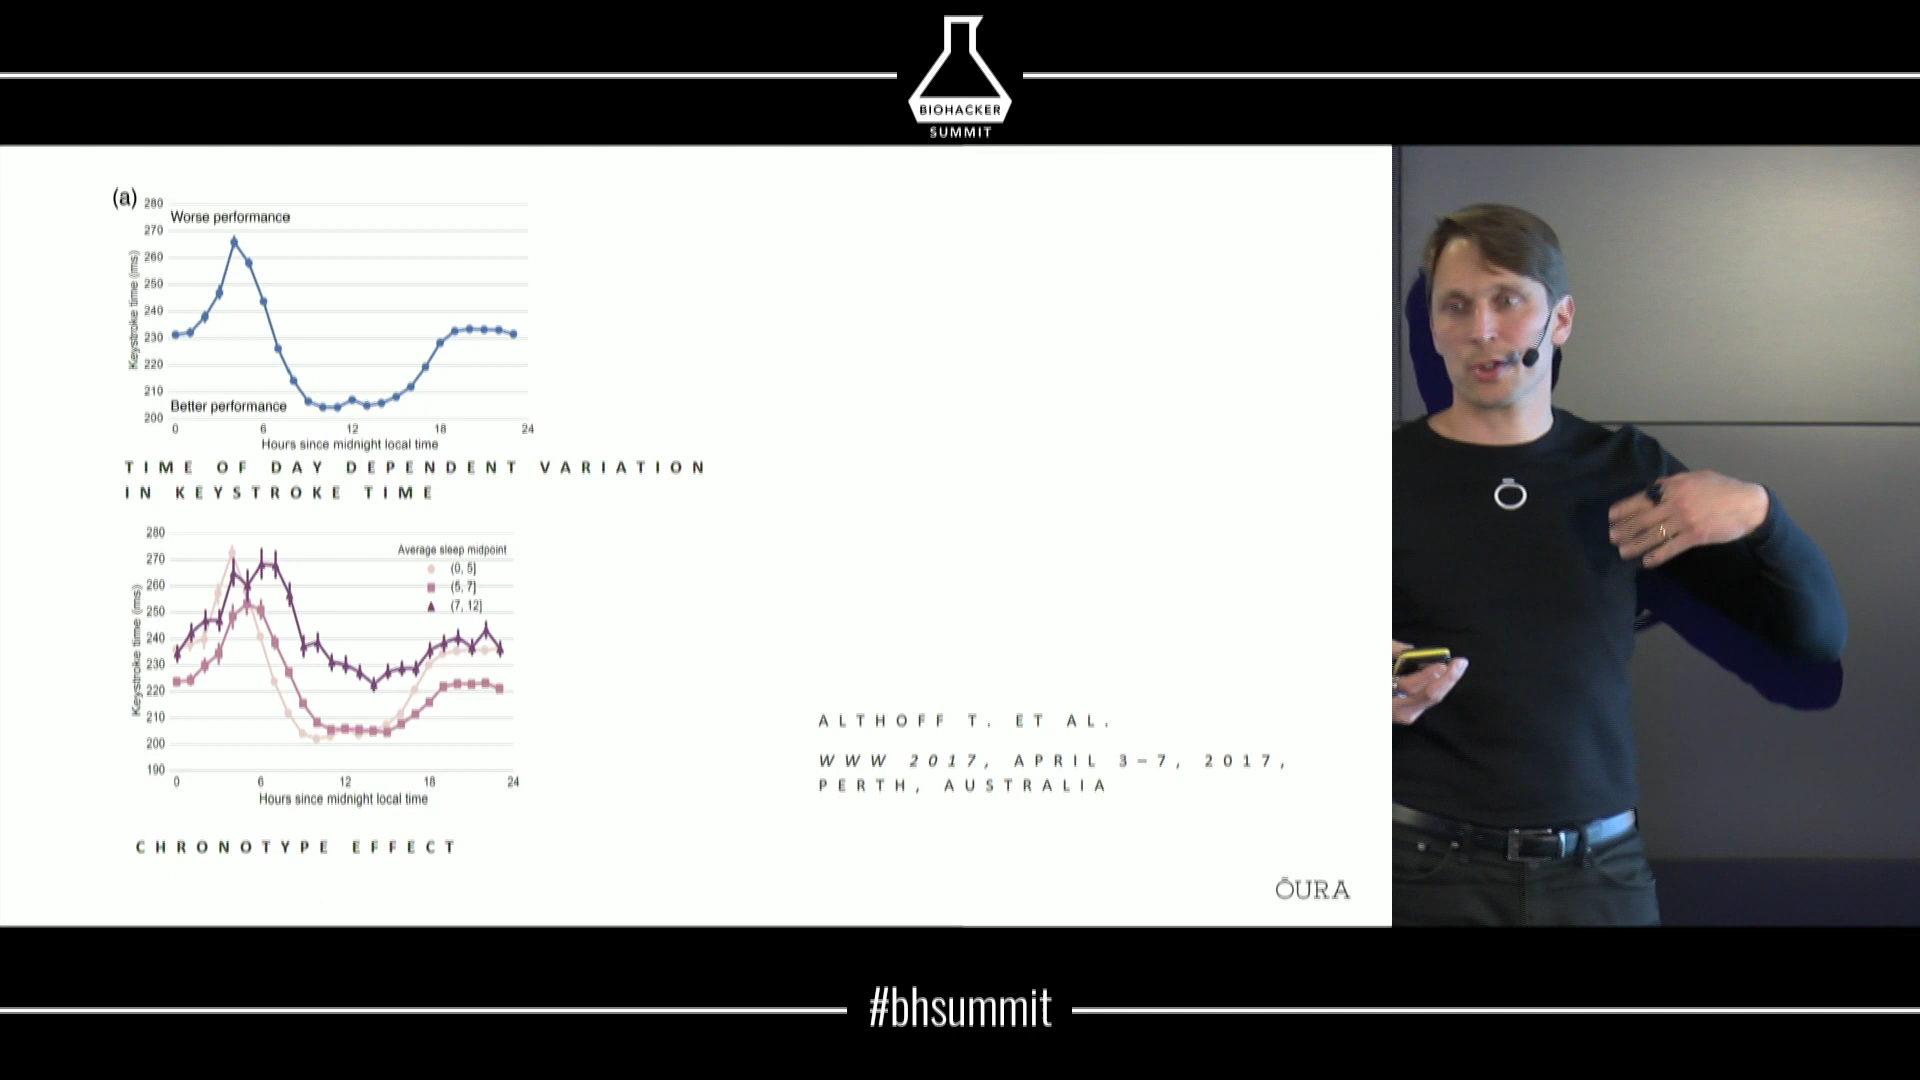 BIOHACKER
SUMMIT
(a)
280
Worse performance
270
260
250
240
230
220
210
Better performance
200
Keystroke time (ms)
0 6 12 18 24
Hours since midnight local time
TIME OF DAY DEPENDENT VARIATION
IN KEYSTROKE TIME
280
270
260
250
240
230
220
210
200
190
Keystroke time (ms)
Average sleep midpoint
(0, 5]
(5, 7]
(7, 12]
0 6 12 18 24
Hours since midnight local time
CHRONOTYPE EFFECT
ALTHOFF T. ET AL.
WWW 2017, APRIL 3-7, 2017,
PERTH, AUSTRALIA
ŌURA
#bhsummit